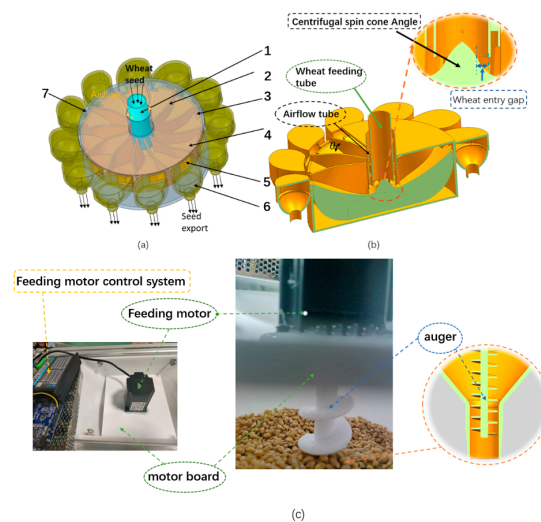 Centrifugal spin cone Angle
Wheat seed
1
2
3
4
5
6
7
Wheat feeding tube
Airflow tube
Wheat entry gap
Seed export
(a)
(b)
Feeding motor control system
Feeding motor
auger
motor board
(c)